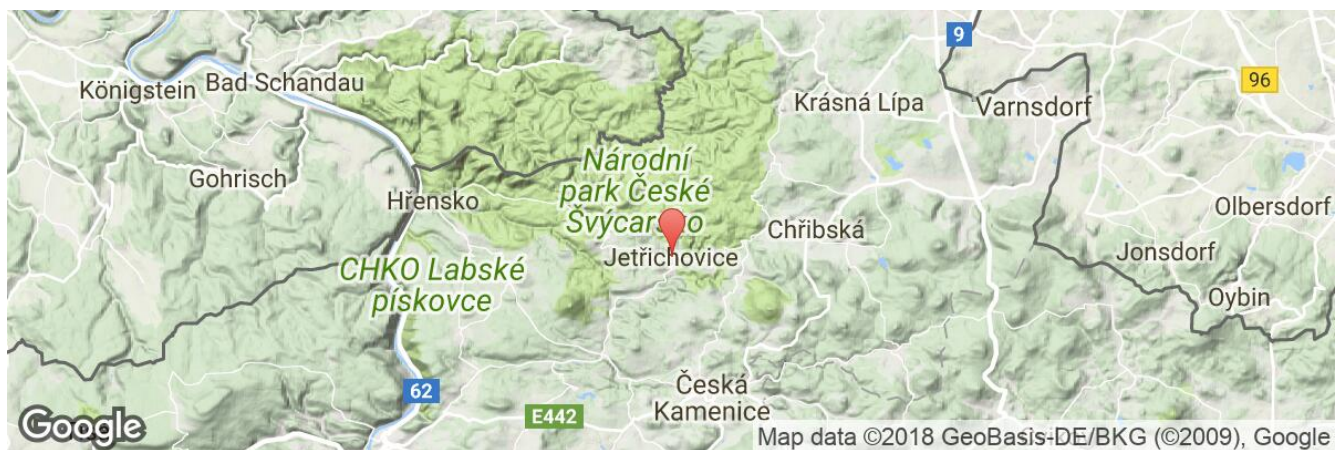 9
96
Königstein
Bad Schandau
Krásná Lípa
Varnsdorf
Národní
park České
Švýcarsko
Gohrisch
Hřensko
Olbersdorf
Chřibská
Jetřichovice
Jonsdorf
CHKO Labské
pískovce
Oybin
62
Česká
Kamenice
E442
Google
Map data ©2018 GeoBasis-DE/BKG (©2009), Google